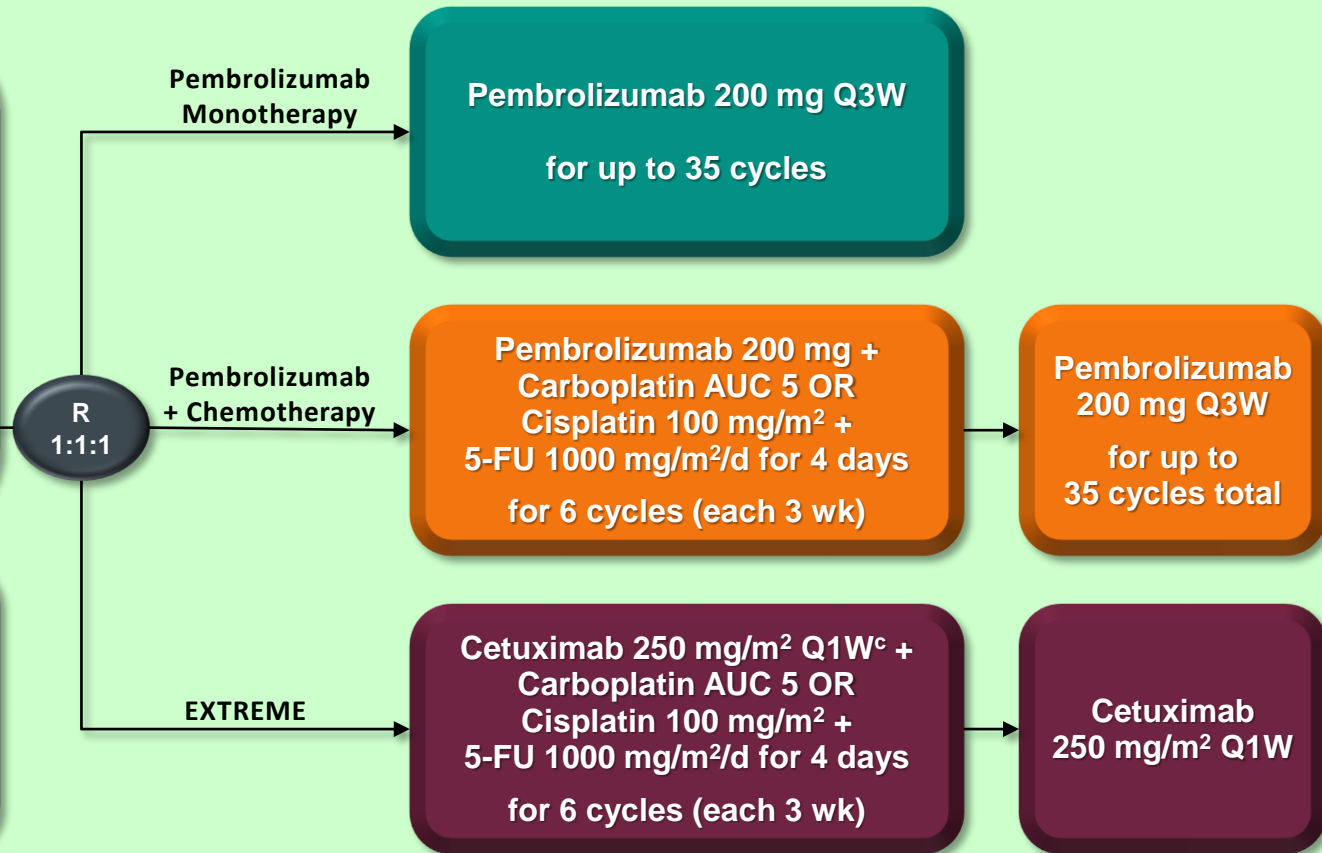 Pembrolizumab
Monotherapy
Pembrolizumab 200 mg Q3W
for up to 35 cycles
R
1:1:1
Pembrolizumab
+ Chemotherapy
Pembrolizumab 200 mg +
Carboplatin AUC 5 OR
Cisplatin 100 mg/m² +
5-FU 1000 mg/m²/d for 4 days
for 6 cycles (each 3 wk)
Pembrolizumab
200 mg Q3W
for up to
35 cycles total
EXTREME
Cetuximab 250 mg/m² Q1Wᶜ +
Carboplatin AUC 5 OR
Cisplatin 100 mg/m² +
5-FU 1000 mg/m²/d for 4 days
for 6 cycles (each 3 wk)
Cetuximab
250 mg/m² Q1W